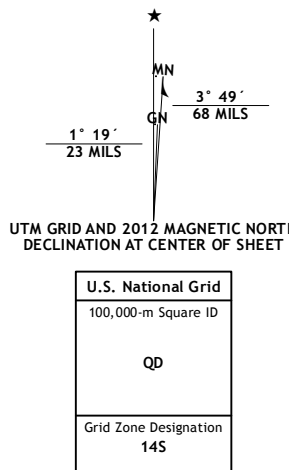 ★
MN
3° 49´
68 MILS
GN
1° 19´
23 MILS
UTM GRID AND 2012 MAGNETIC NORTH
DECLINATION AT CENTER OF SHEET
U.S. National Grid
100,000-m Square ID
QD
Grid Zone Designation
14S